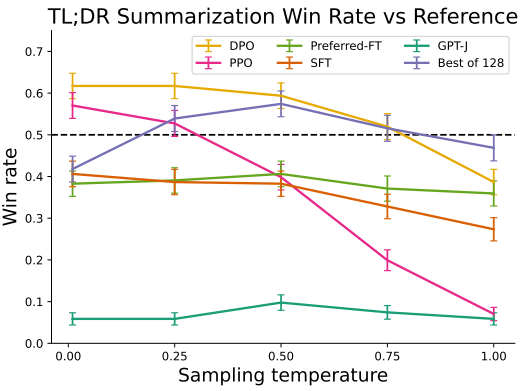 TL;DR Summarization Win Rate vs Reference
DPO Preferred-FT GPT-J
PPO SFT Best of 128
0.7
0.6
0.5
0.4
0.3
0.2
0.1
0.0
Win rate
0.00 0.25 0.50 0.75 1.00
Sampling temperature